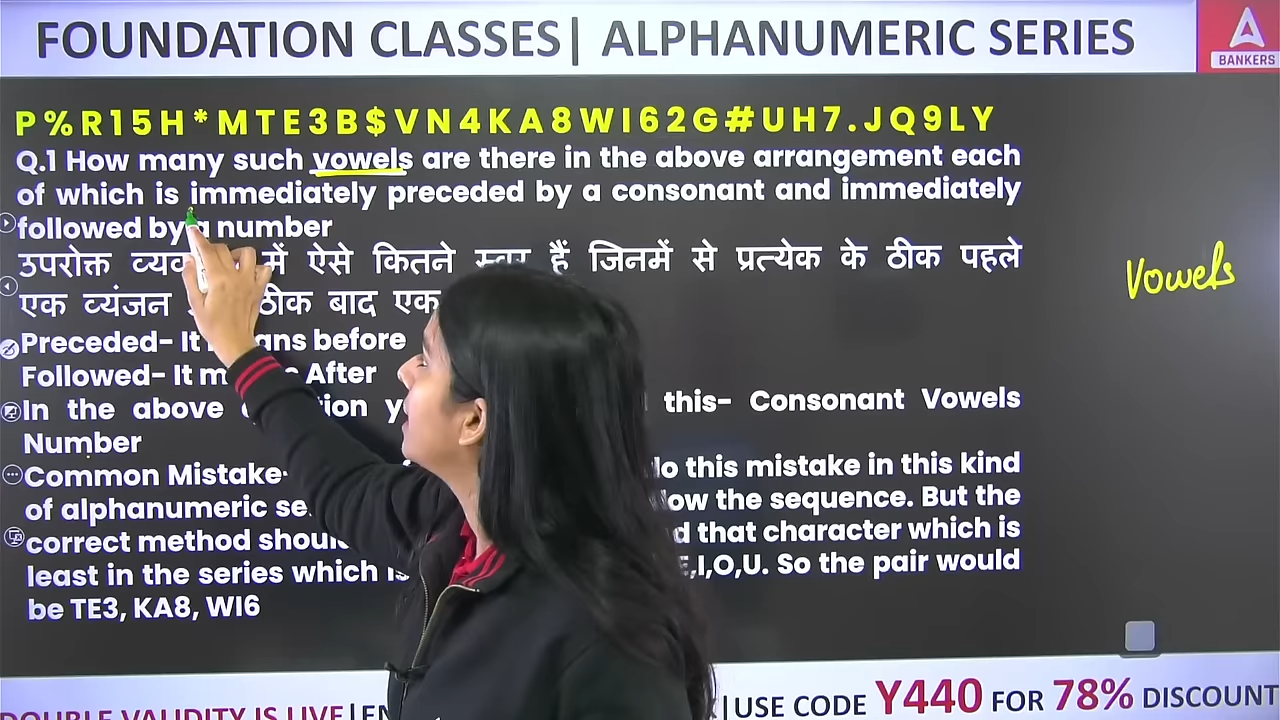 FOUNDATION CLASSES| ALPHANUMERIC SERIES
BANKERS
P%R15H*MTE3B$VN4KA8WI62G#UH7.JQ9LY
Q.1 How many such vowels are there in the above arrangement each
of which is immediately preceded by a consonant and immediately
followed by a number
उपरोक्त में ऐसे कितने स्वर हैं जिनमें से प्रत्येक के ठीक पहले
Vowels
एक व्यंजन ठीक बाद एक
Preceded- It means before
Followed- It After
In the above this- Consonant Vowels
Number
Common Mistake- do this mistake in this kind
of alphanumeric the sequence. But the
correct method that character which is
least in the series which is E,I,O,U. So the pair would
be TE3, KA8, WI6
DOUBLE VALIDITY IS LIVE| |USE CODE Y440 FOR 78% DISCOUNT